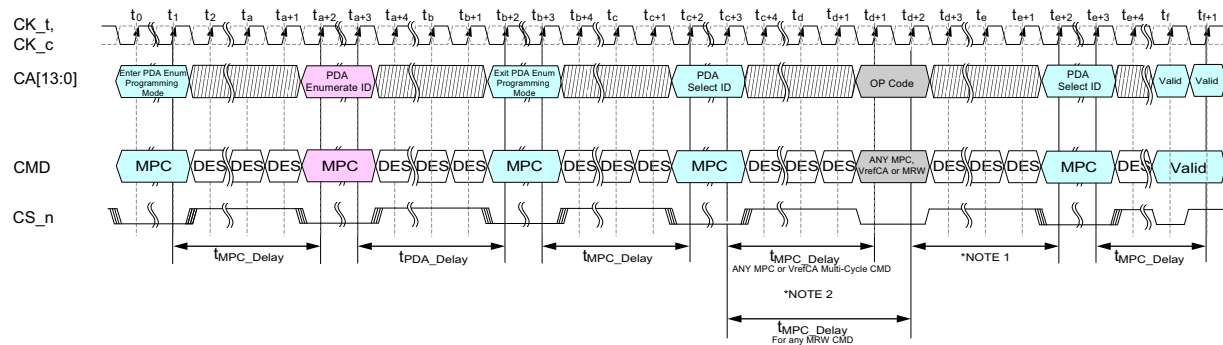 t0 t1 t2 ta ta+1 ta+2 ta+3 ta+4 tb tb+1 tb+2 tb+3 tb+4 tc tc+1 tc+2 tc+3 tc+4 td td+1 td+1 td+2 td+3 te te+1 te+2 te+3 te+4 tf tf+1
CK_t,
CK_c
CA[13:0]
Enter PDA Enum
Programming
Mode
PDA
Enumerate ID
Exit PDA Enum
Programming
Mode
PDA
Select ID
OP Code
PDA
Select ID
Valid
Valid
CMD
MPC
DES
DES
DES
MPC
DES
DES
DES
MPC
DES
DES
DES
MPC
DES
DES
DES
ANY MPC,
VrefCA or MRW
DES
DES
DES
MPC
DES
Valid
CS_n
tMPC_Delay
tPDA_Delay
tMPC_Delay
tMPC_Delay
ANY MPC or VrefCA Multi-Cycle CMD
*NOTE 1
tMPC_Delay
*NOTE 2
tMPC_Delay
For any MRW CMD